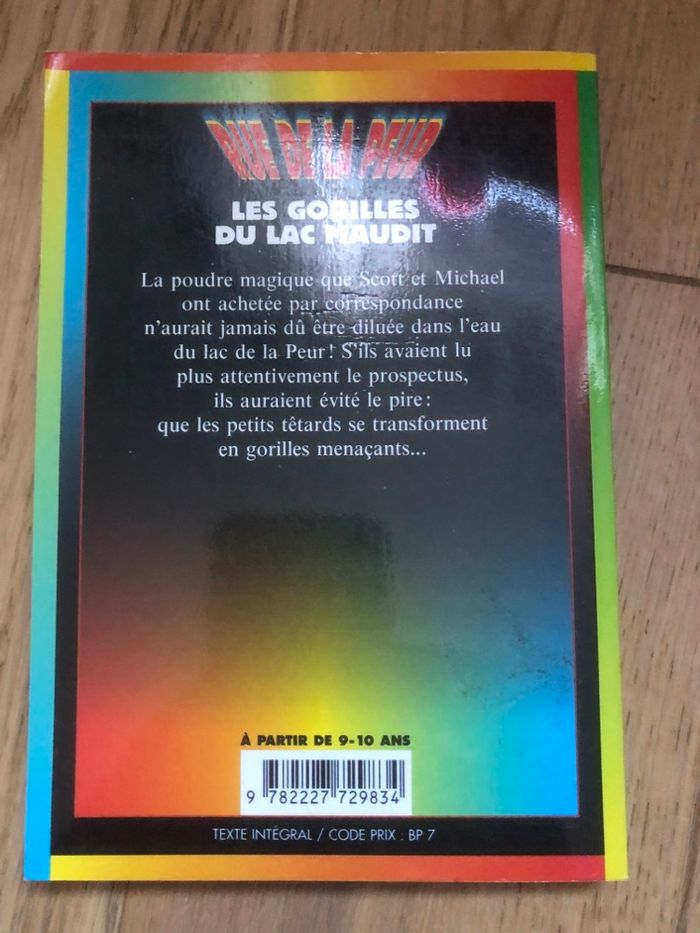 RUE DE LA PEUR
LES GORILLES
DU LAC MAUDIT
La poudre magique que Scott et Michael
ont achetée par correspondance
n'aurait jamais dû être diluée dans l'eau
du lac de la Peur ! S'ils avaient lu
plus attentivement le prospectus,
ils auraient évité le pire :
que les petits têtards se transforment
en gorilles menaçants...
À PARTIR DE 9-10 ANS
9 782227 729834
TEXTE INTÉGRAL / CODE PRIX : BP 7